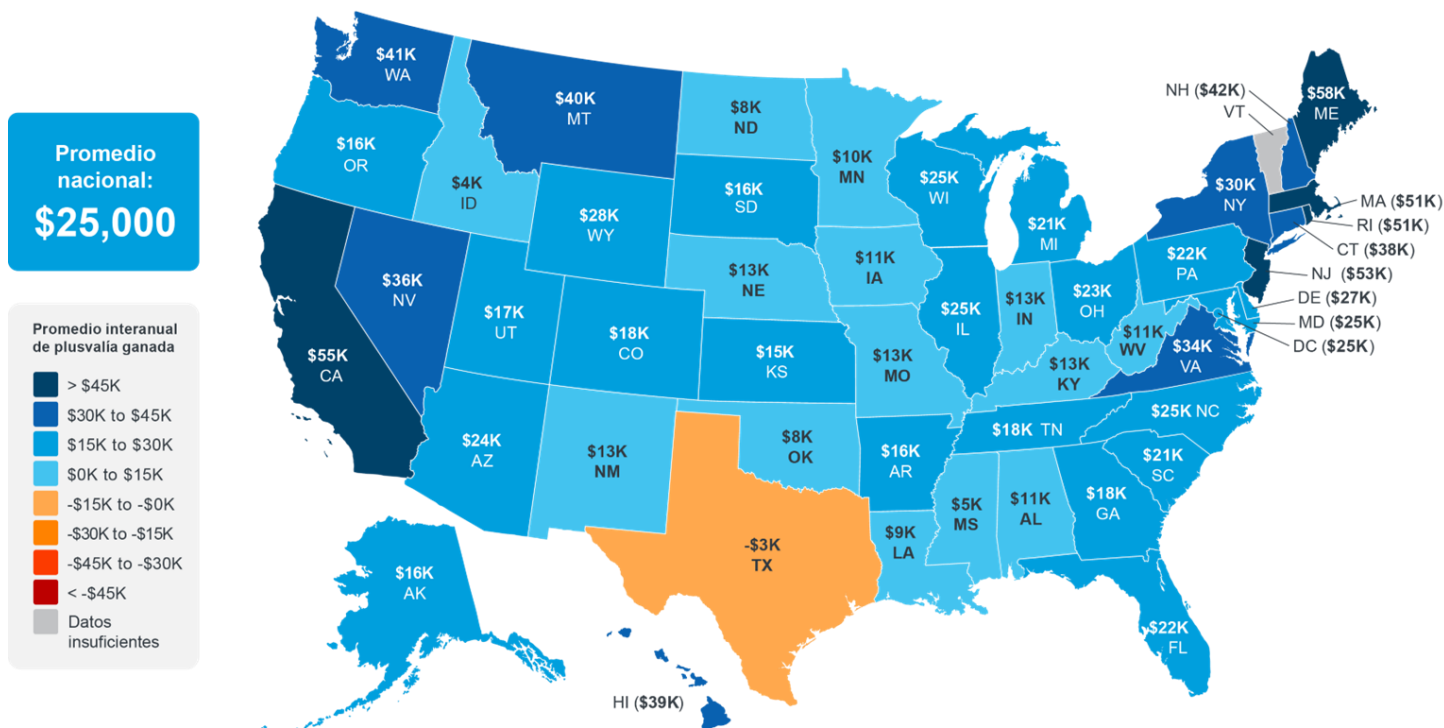 Promedio
nacional:
$25,000
Promedio interanual
de plusvalía ganada
> $45K
$30K to $45K
$15K to $30K
$0K to $15K
-$15K to -$0K
-$30K to -$15K
-$45K to -$30K
< -$45K
Datos
insuficientes
$41K
WA
$40K
MT
$8K
ND
$10K
MN
$16K
OR
$4K
ID
$28K
WY
$16K
SD
$25K
WI
$21K
MI
$30K
NY
NH ($42K)
VT
$58K
ME
MA ($51K)
RI ($51K)
CT ($38K)
NJ ($53K)
DE ($27K)
MD ($25K)
DC ($25K)
$36K
NV
$17K
UT
$18K
CO
$13K
NE
$11K
IA
$25K
IL
$13K
IN
$23K
OH
$22K
PA
$11K
WV
$34K
VA
$55K
CA
$15K
KS
$13K
MO
$13K
KY
$25K NC
$18K TN
$21K
SC
$24K
AZ
$13K
NM
$8K
OK
$16K
AR
$5K
MS
$11K
AL
$18K
GA
-$3K
TX
$9K
LA
$22K
FL
$16K
AK
HI ($39K)